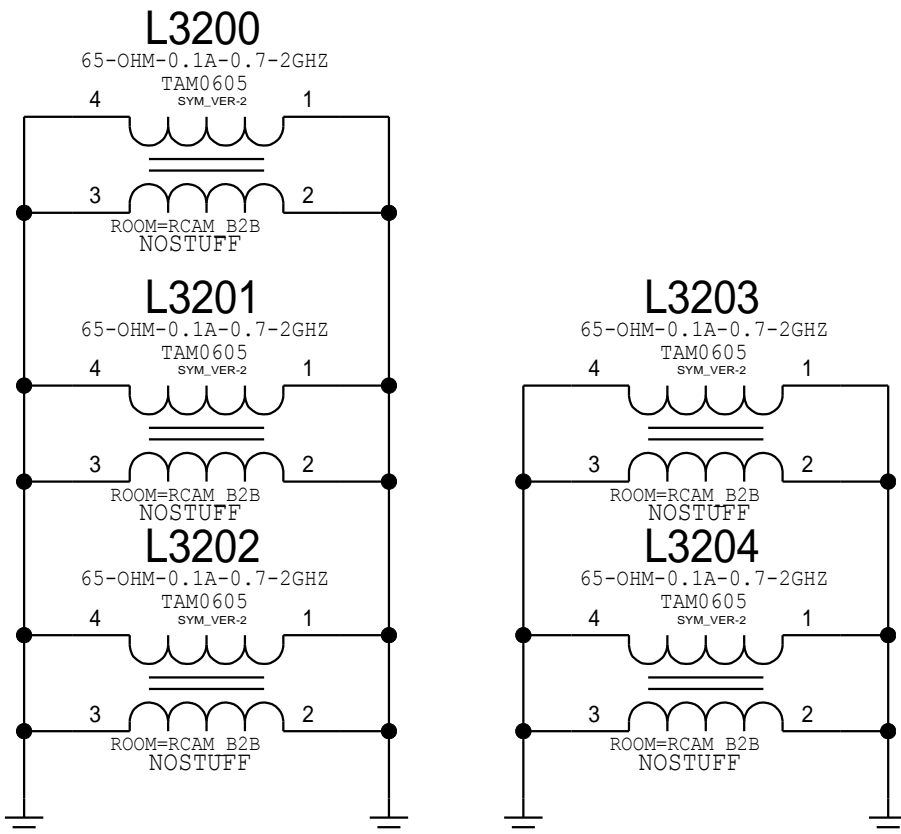 L3200
65-OHM-0.1A-0.7-2GHZ
TAM0605
SYM_VER-2
4 1
3 2
ROOM=RCAM_B2B
NOSTUFF
L3201
65-OHM-0.1A-0.7-2GHZ
TAM0605
SYM_VER-2
4 1
3 2
ROOM=RCAM_B2B
NOSTUFF
L3202
65-OHM-0.1A-0.7-2GHZ
TAM0605
SYM_VER-2
4 1
3 2
ROOM=RCAM_B2B
NOSTUFF
L3203
65-OHM-0.1A-0.7-2GHZ
TAM0605
SYM_VER-2
4 1
3 2
ROOM=RCAM_B2B
NOSTUFF
L3204
65-OHM-0.1A-0.7-2GHZ
TAM0605
SYM_VER-2
4 1
3 2
ROOM=RCAM_B2B
NOSTUFF